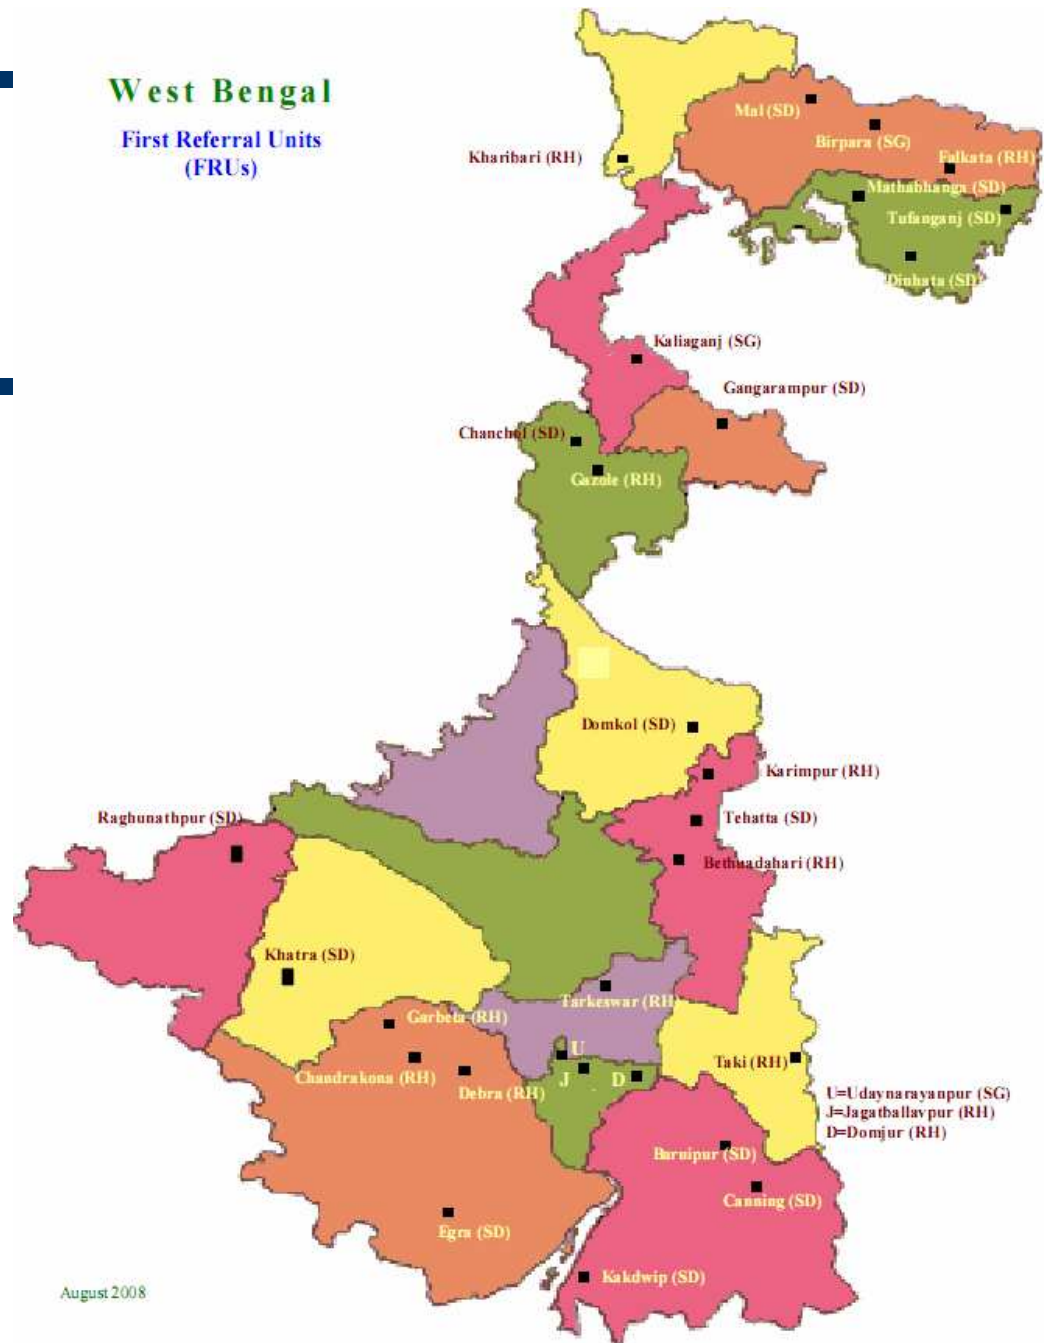 West Bengal
First Referral Units
(FRUs)
Mal (SD)
Birpara (SG)
Kharibari (RH)
Falkata (RH)
Mathabhanga (SD)
Tufanganj (SD)
Dinhata (SD)
Kaliaganj (SG)
Gangarampur (SD)
Chanchol (SD)
Gazole (RH)
Domkol (SD)
Karimpur (RH)
Raghunathpur (SD)
Tehatta (SD)
Bethuadahari (RH)
Khatra (SD)
Tarkeswar (RH)
Garbeta (RH)
U
Taki (RH)
Chandrakona (RH)
J
D
Debra (RH)
U=Udaynarayanpur (SG)
J=Jagatballavpur (RH)
D=Domjur (RH)
Baruipur (SD)
Canning (SD)
Egra (SD)
Kakdwip (SD)
August 2008